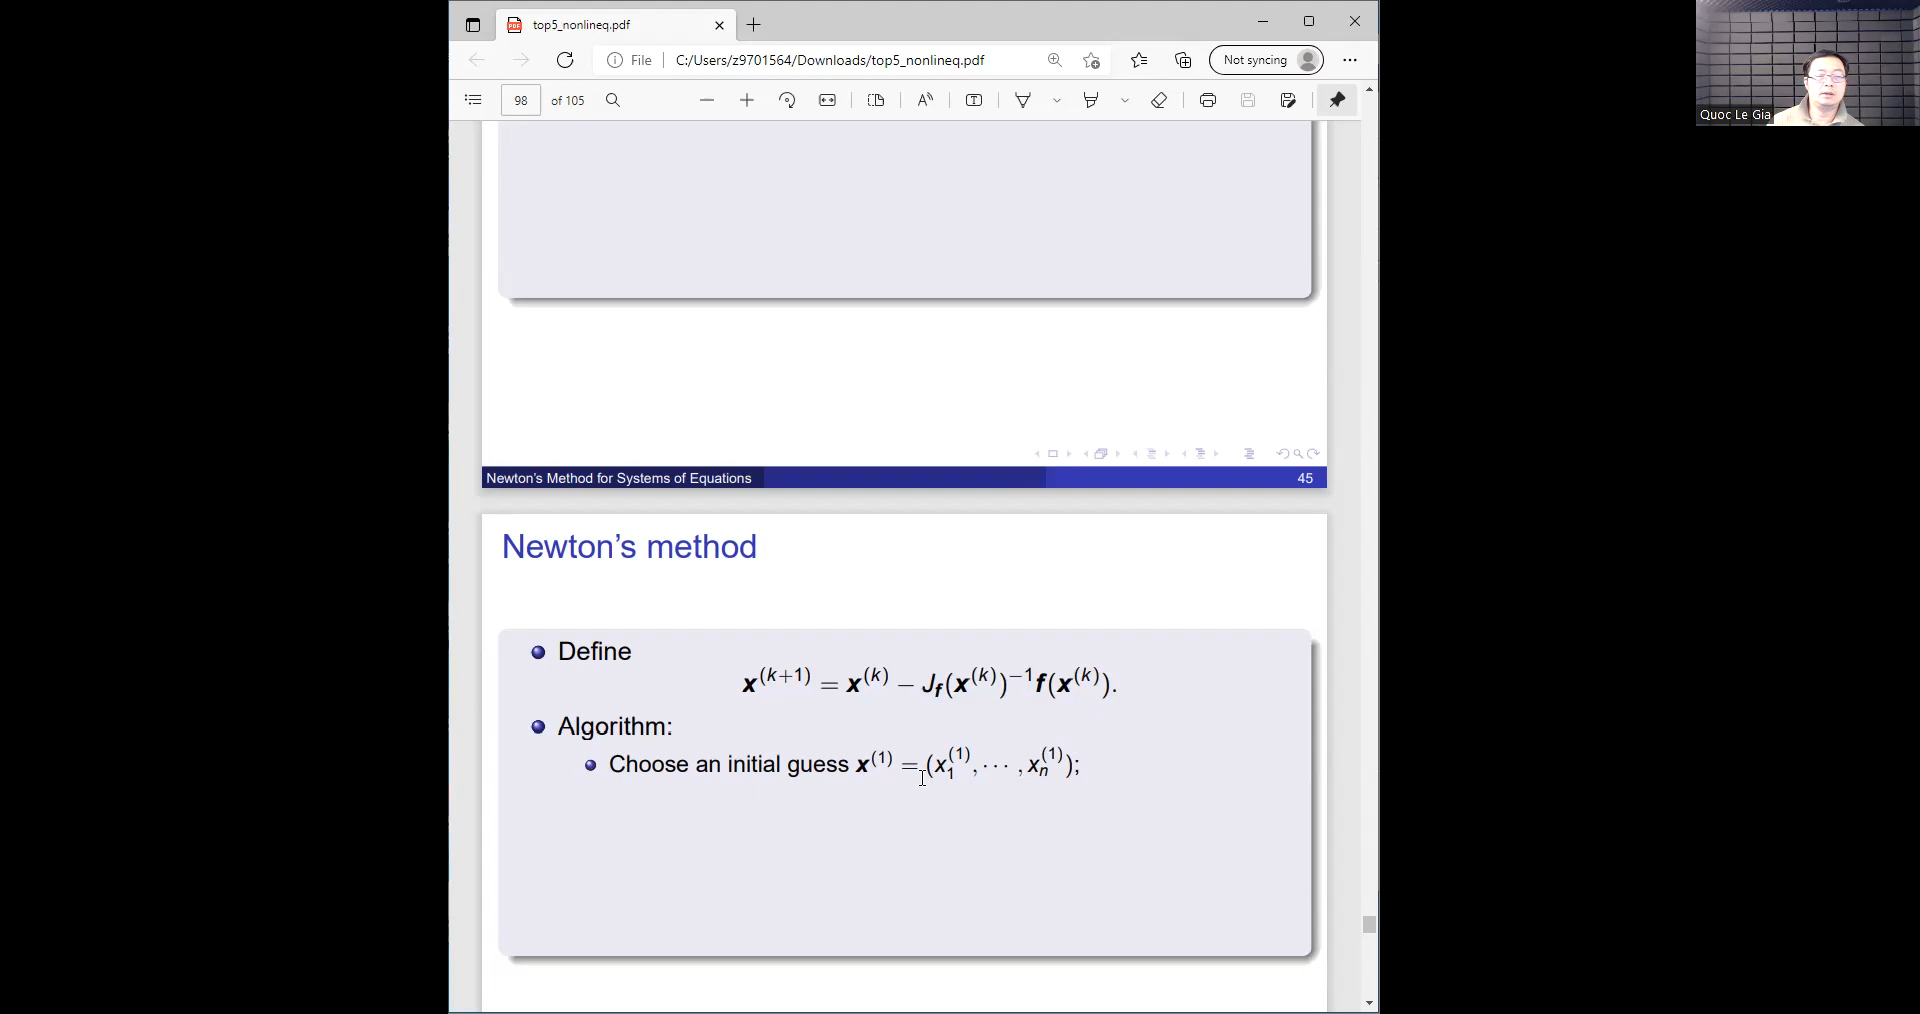 top5_nonlineq.pdf
File C:/Users/z9701564/Downloads/top5_nonlineq.pdf Not syncing
98 of 105
Quoc Le Gia
Newton's Method for Systems of Equations 45
Newton's method
Define
x^(k+1) = x^(k) − J_f(x^(k))^−1 f(x^(k)).
Algorithm:
Choose an initial guess x^(1) = (x_1^(1), ⋯ , x_n^(1));